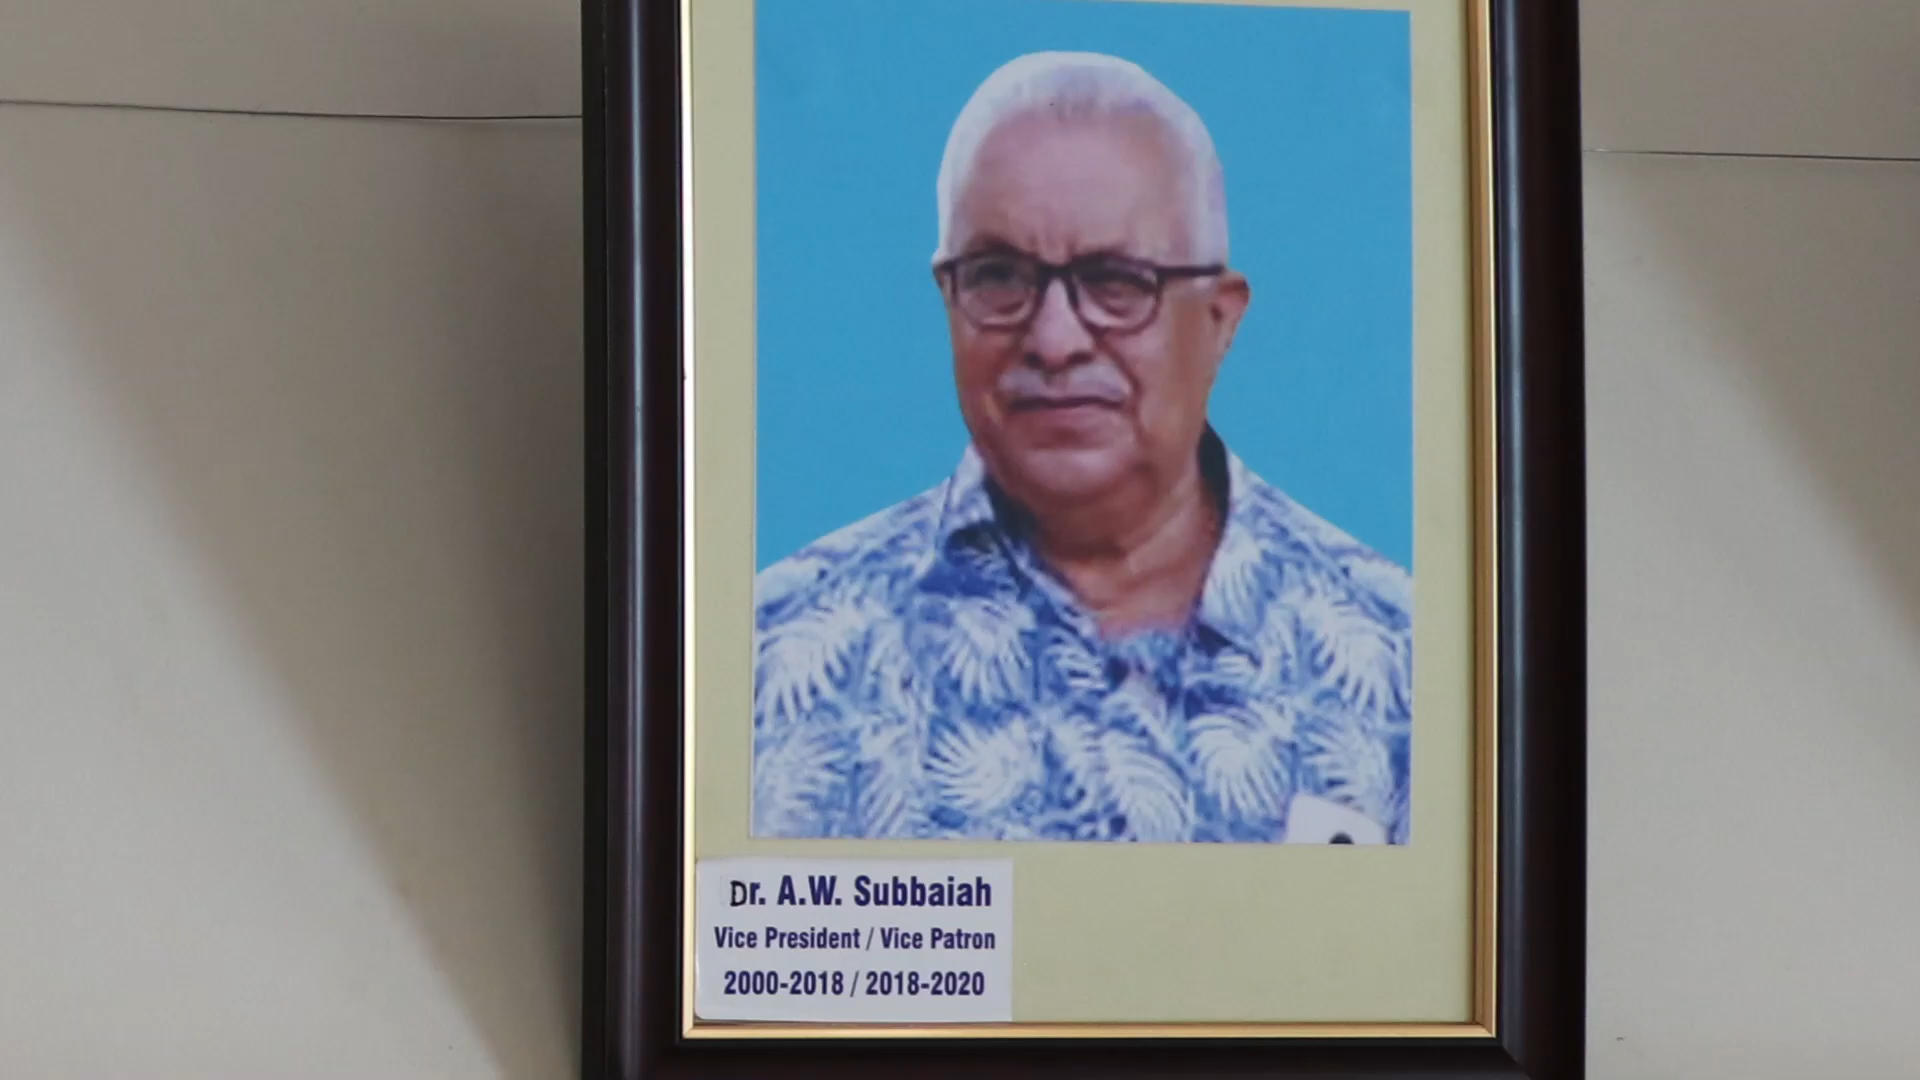 Dr. A.W. Subbaiah
Vice President / Vice Patron
2000-2018 / 2018-2020